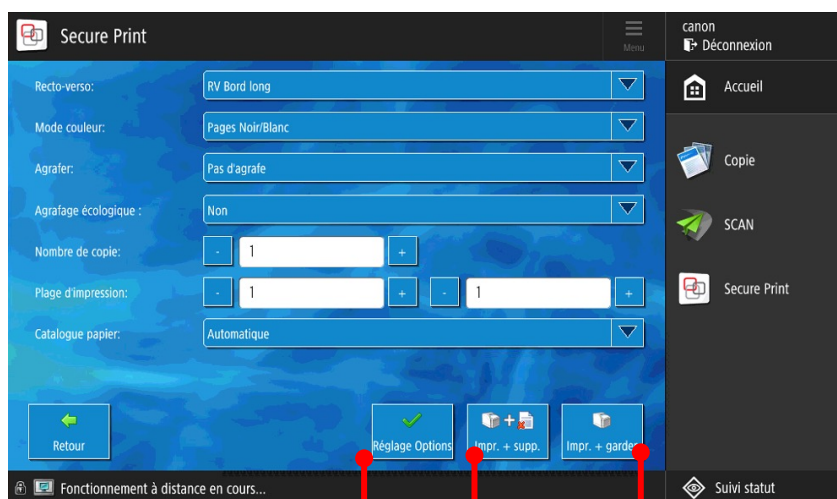 Secure Print
Menu
canon
Déconnexion
Recto-verso:
RV Bord long
Accueil
Mode couleur:
Pages Noir/Blanc
Agrafer:
Pas d'agrafe
Copie
Agrafage écologique :
Non
SCAN
Nombre de copie:
- 1 +
Plage d'impression:
- 1 + - 1 +
Secure Print
Catalogue papier:
Automatique
Retour
Réglage Options
Impr. + supp.
Impr. + garder
Fonctionnement à distance en cours...
Suivi statut